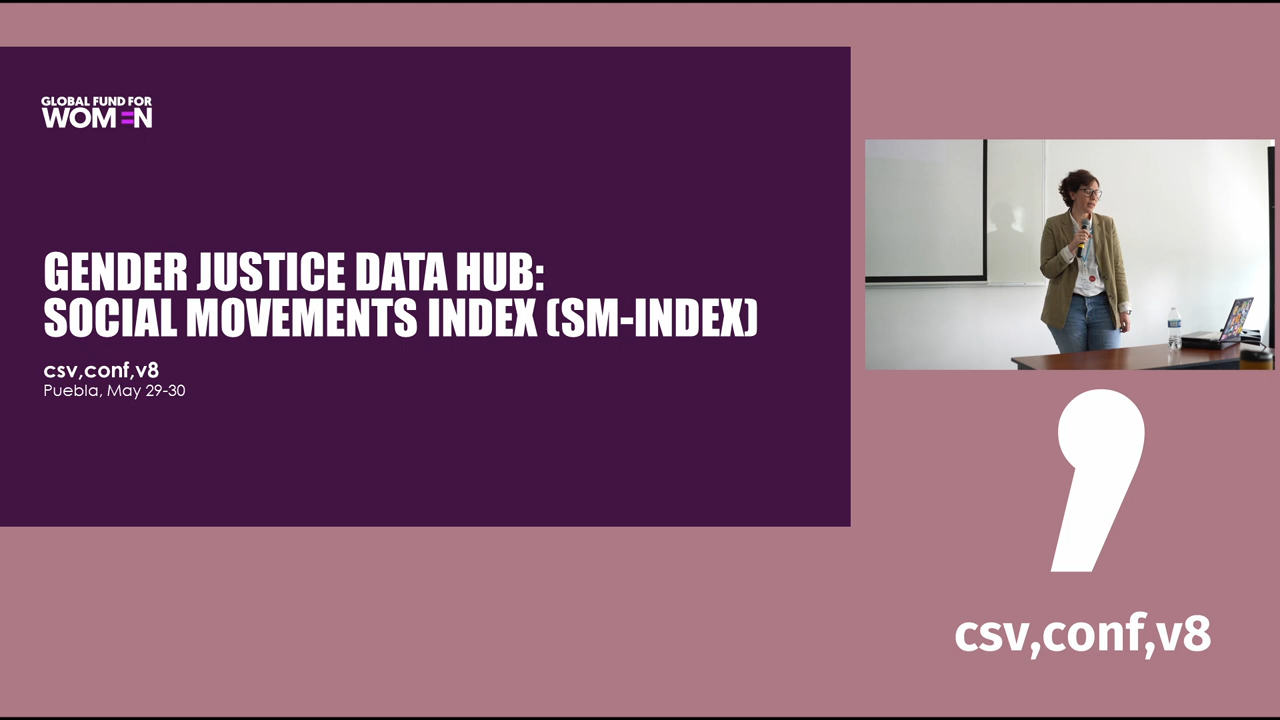 GLOBAL FUND FOR
WOMEN
GENDER JUSTICE DATA HUB:
SOCIAL MOVEMENTS INDEX (SM-INDEX)
csv,conf,v8
Puebla, May 29-30
,
csv,conf,v8